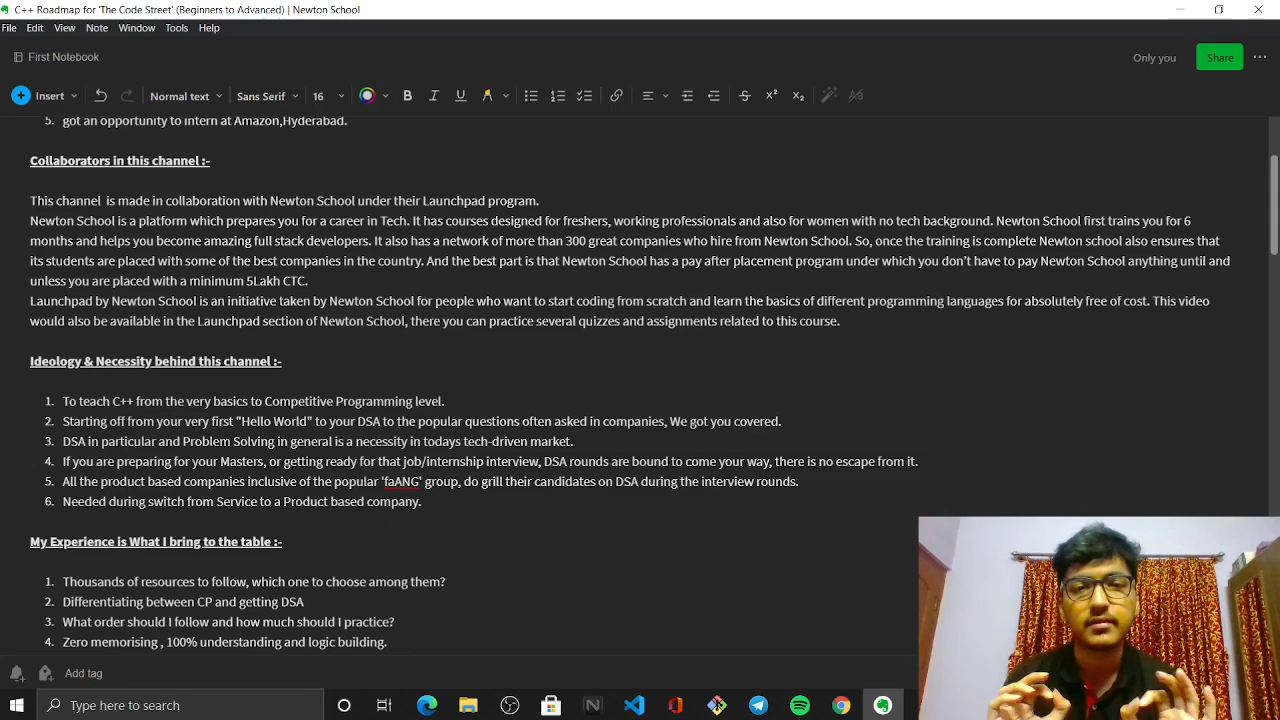 C++ Roadmap for 'The Code Street' (Beginners to Advanced) | Newton School
File Edit View Note Window Tools Help
First Notebook Only you Share
Insert Normal text Sans Serif 16
5. got an opportunity to intern at Amazon,Hyderabad.
Collaborators in this channel :-
This channel is made in collaboration with Newton School under their Launchpad program.
Newton School is a platform which prepares you for a career in Tech. It has courses designed for freshers, working professionals and also for women with no tech background. Newton School first trains you for 6
months and helps you become amazing full stack developers. It also has a network of more than 300 great companies who hire from Newton School. So, once the training is complete Newton school also ensures that
its students are placed with some of the best companies in the country. And the best part is that Newton School has a pay after placement program under which you don't have to pay Newton School anything until and
unless you are placed with a minimum 5Lakh CTC.
Launchpad by Newton School is an initiative taken by Newton School for people who want to start coding from scratch and learn the basics of different programming languages for absolutely free of cost. This video
would also be available in the Launchpad section of Newton School, there you can practice several quizzes and assignments related to this course.
Ideology & Necessity behind this channel :-
1. To teach C++ from the very basics to Competitive Programming level.
2. Starting off from your very first "Hello World" to your DSA to the popular questions often asked in companies, We got you covered.
3. DSA in particular and Problem Solving in general is a necessity in todays tech-driven market.
4. If you are preparing for your Masters, or getting ready for that job/internship interview, DSA rounds are bound to come your way, there is no escape from it.
5. All the product based companies inclusive of the popular 'faANG' group, do grill their candidates on DSA during the interview rounds.
6. Needed during switch from Service to a Product based company.
My Experience is What I bring to the table :-
1. Thousands of resources to follow, which one to choose among them?
2. Differentiating between CP and getting DSA
3. What order should I follow and how much should I practice?
4. Zero memorising , 100% understanding and logic building.
Add tag
Type here to search